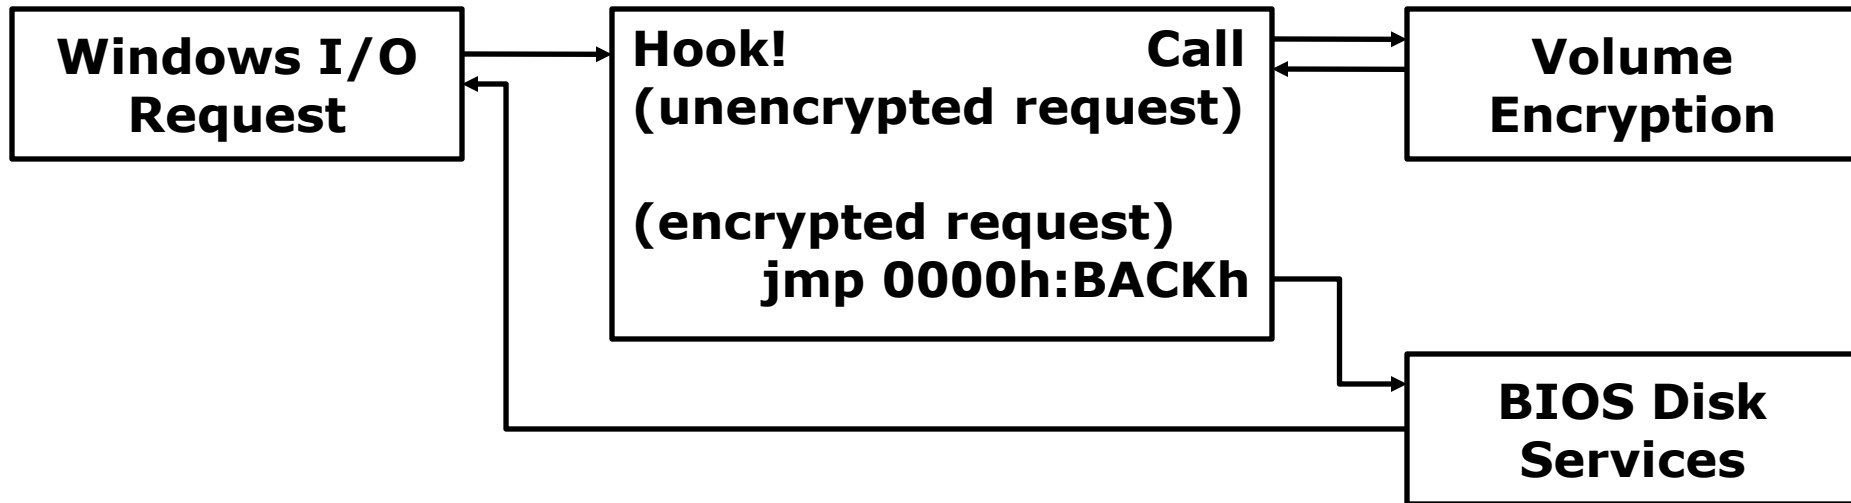 Windows I/O
Request
Hook! Call
(unencrypted request)
(encrypted request)
jmp 0000h:BACKh
Volume
Encryption
BIOS Disk
Services